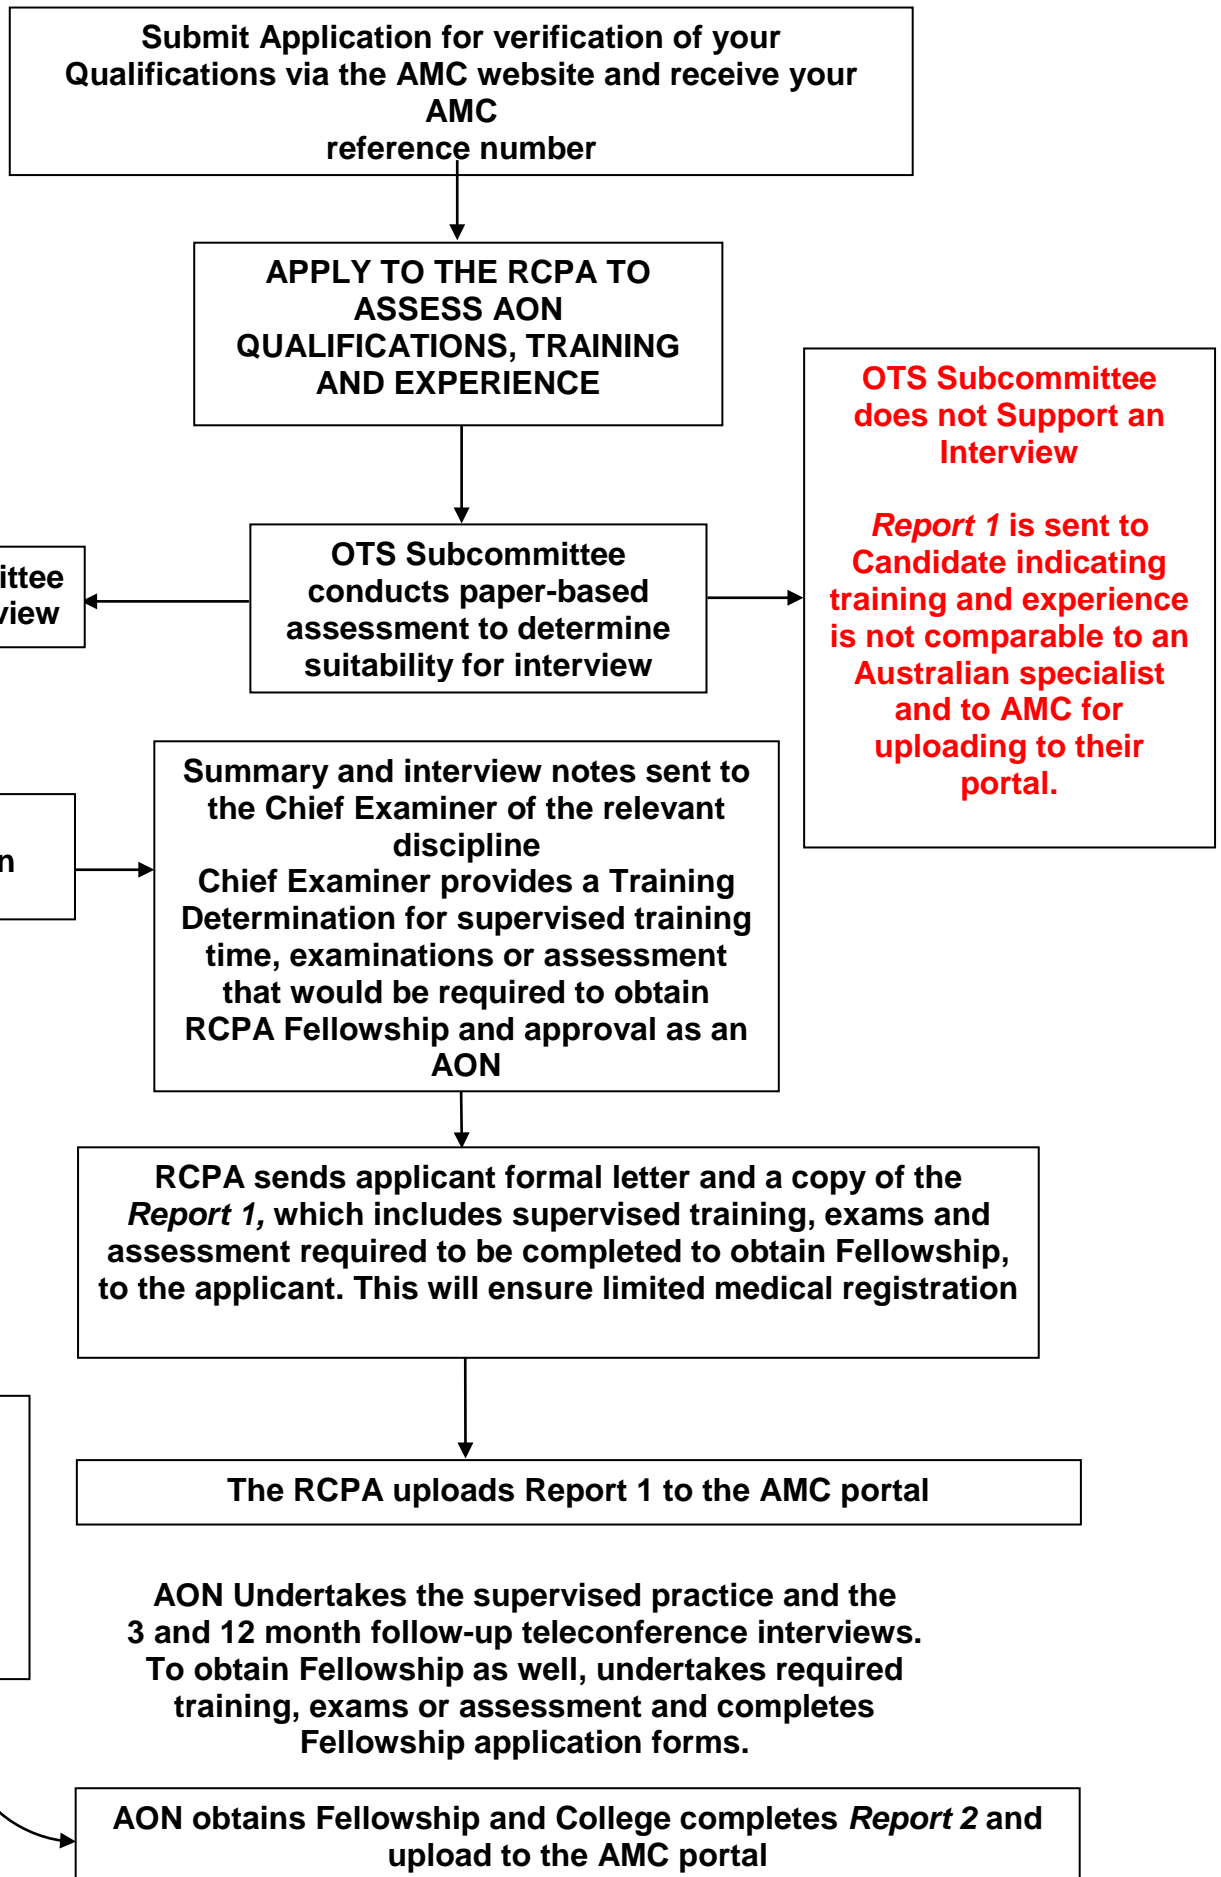 Submit Application for verification of your
Qualifications via the AMC website and receive your
AMC
reference number
APPLY TO THE RCPA TO
ASSESS AON
QUALIFICATIONS, TRAINING
AND EXPERIENCE
OTS Subcommittee
does not Support an
Interview
Report 1 is sent to
Candidate indicating
training and experience
is not comparable to an
Australian specialist
and to AMC for
uploading to their
portal.
OTS Subcommittee
conducts paper-based
assessment to determine
suitability for interview
Summary and interview notes sent to
the Chief Examiner of the relevant
discipline
Chief Examiner provides a Training
Determination for supervised training
time, examinations or assessment
that would be required to obtain
RCPA Fellowship and approval as an
AON
RCPA sends applicant formal letter and a copy of the
Report 1, which includes supervised training, exams and
assessment required to be completed to obtain Fellowship,
to the applicant. This will ensure limited medical registration
The RCPA uploads Report 1 to the AMC portal
AON Undertakes the supervised practice and the
3 and 12 month follow-up teleconference interviews.
To obtain Fellowship as well, undertakes required
training, exams or assessment and completes
Fellowship application forms.
AON obtains Fellowship and College completes Report 2 and
upload to the AMC portal